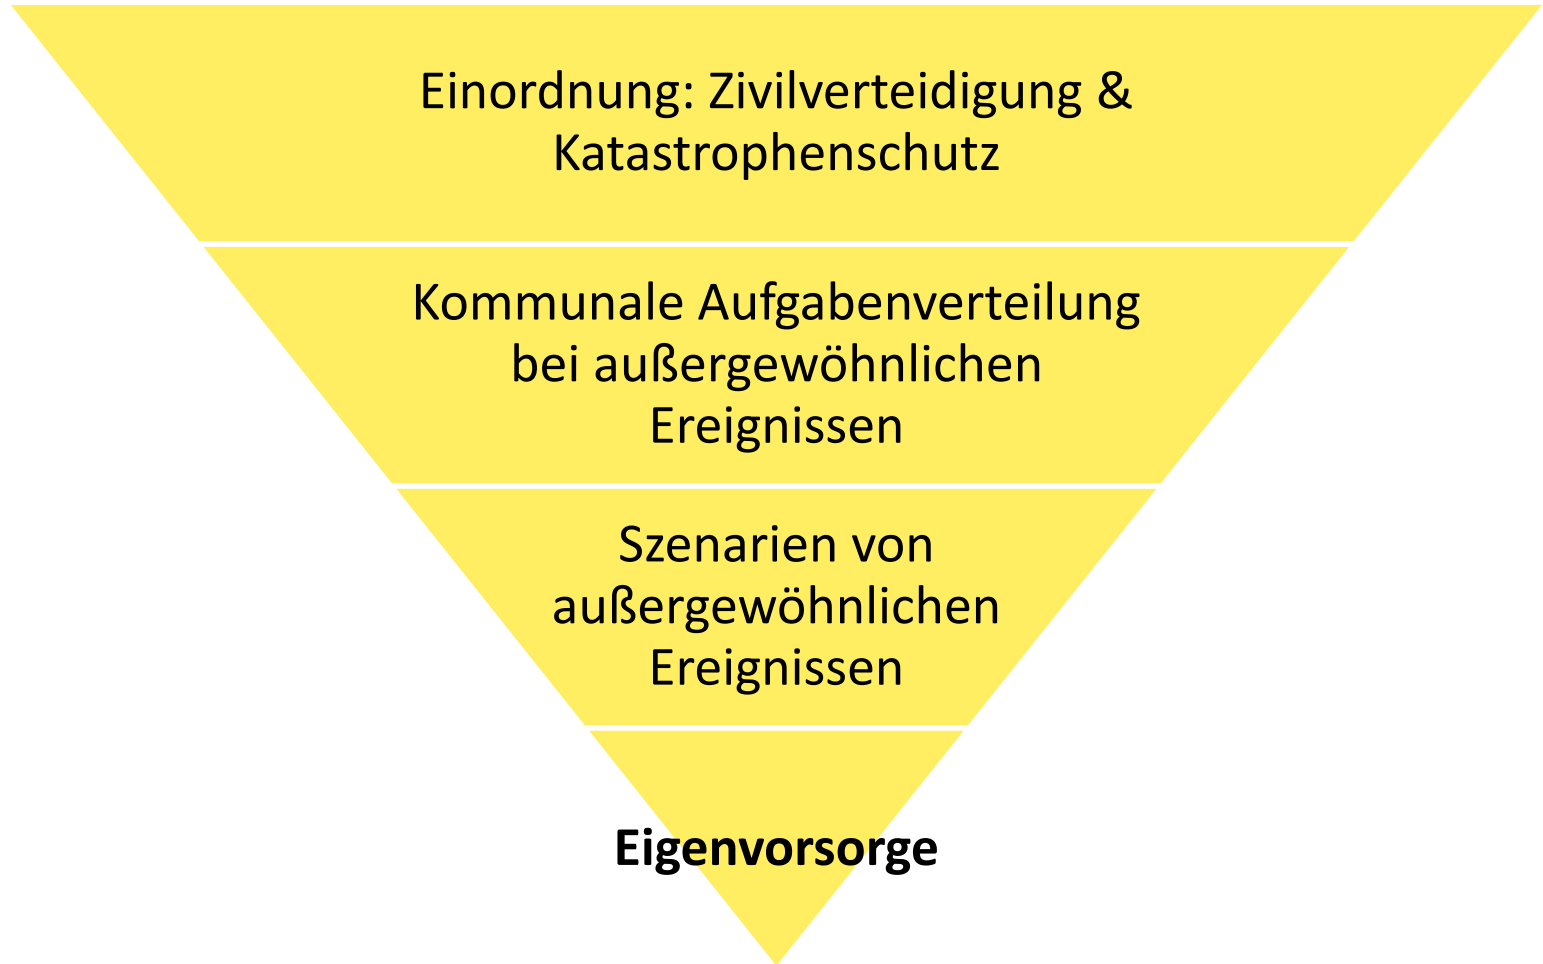 Einordnung: Zivilverteidigung &
Katastrophenschutz
Kommunale Aufgabenverteilung
bei außergewöhnlichen
Ereignissen
Szenarien von
außergewöhnlichen
Ereignissen
Eigenvorsorge